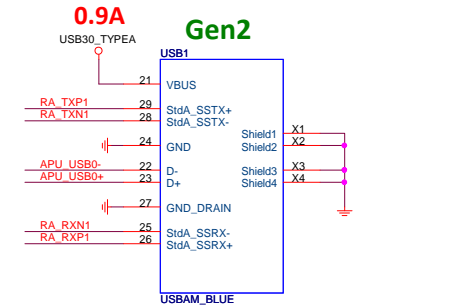 0.9A
Gen2
USB30_TYPEA
USB1
21 VBUS
RA_TXP1 29 StdA_SSTX+
RA_TXN1 28 StdA_SSTX-
Shield1 X1
24 GND Shield2 X2
APU_USB0- 22 D- Shield3 X3
APU_USB0+ 23 D+ Shield4 X4
27 GND_DRAIN
RA_RXN1 25 StdA_SSRX-
RA_RXP1 26 StdA_SSRX+
USBAM_BLUE